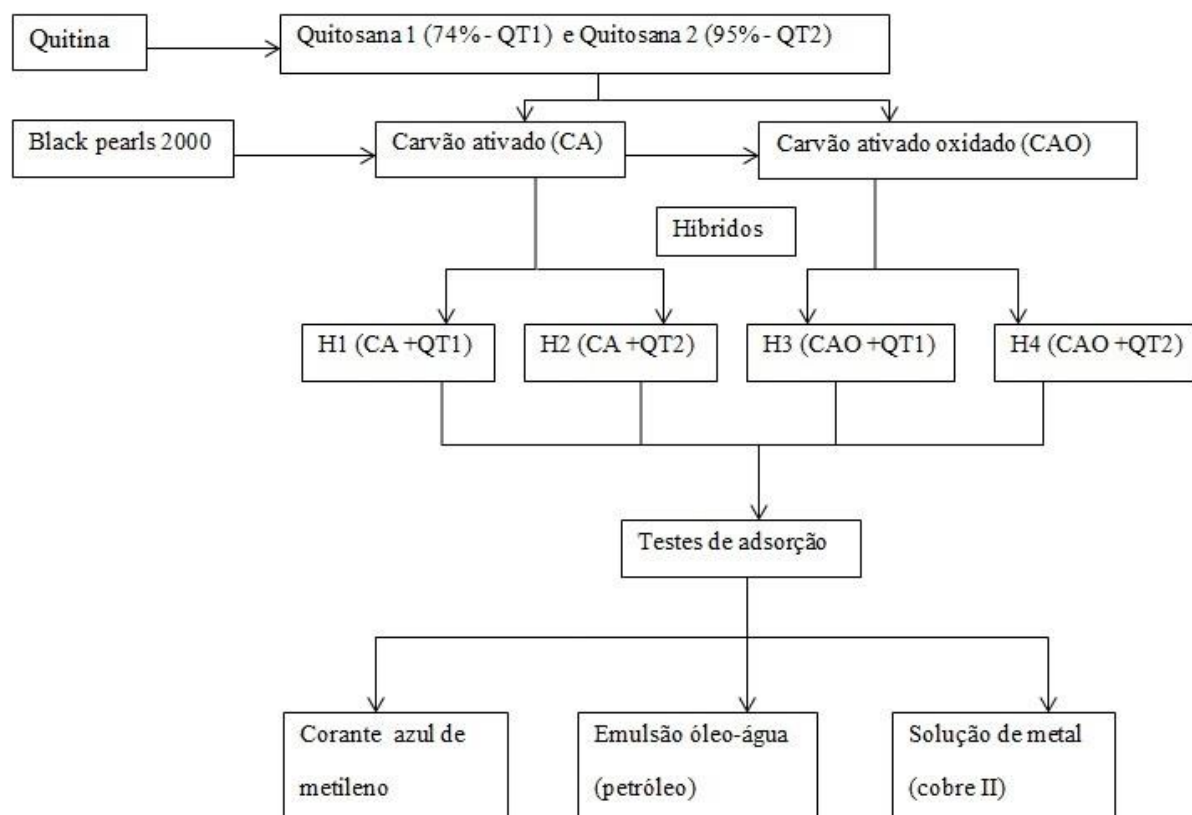 Quitina
Quitosana 1 (74% - QT1) e Quitosana 2 (95% - QT2)
Black pearls 2000
Carvão ativado (CA)
Carvão ativado oxidado (CAO)
Híbridos
H1 (CA +QT1)
H2 (CA +QT2)
H3 (CAO +QT1)
H4 (CAO +QT2)
Testes de adsorção
Corante azul de
metileno
Emulsão óleo-água
(petróleo)
Solução de metal
(cobre II)